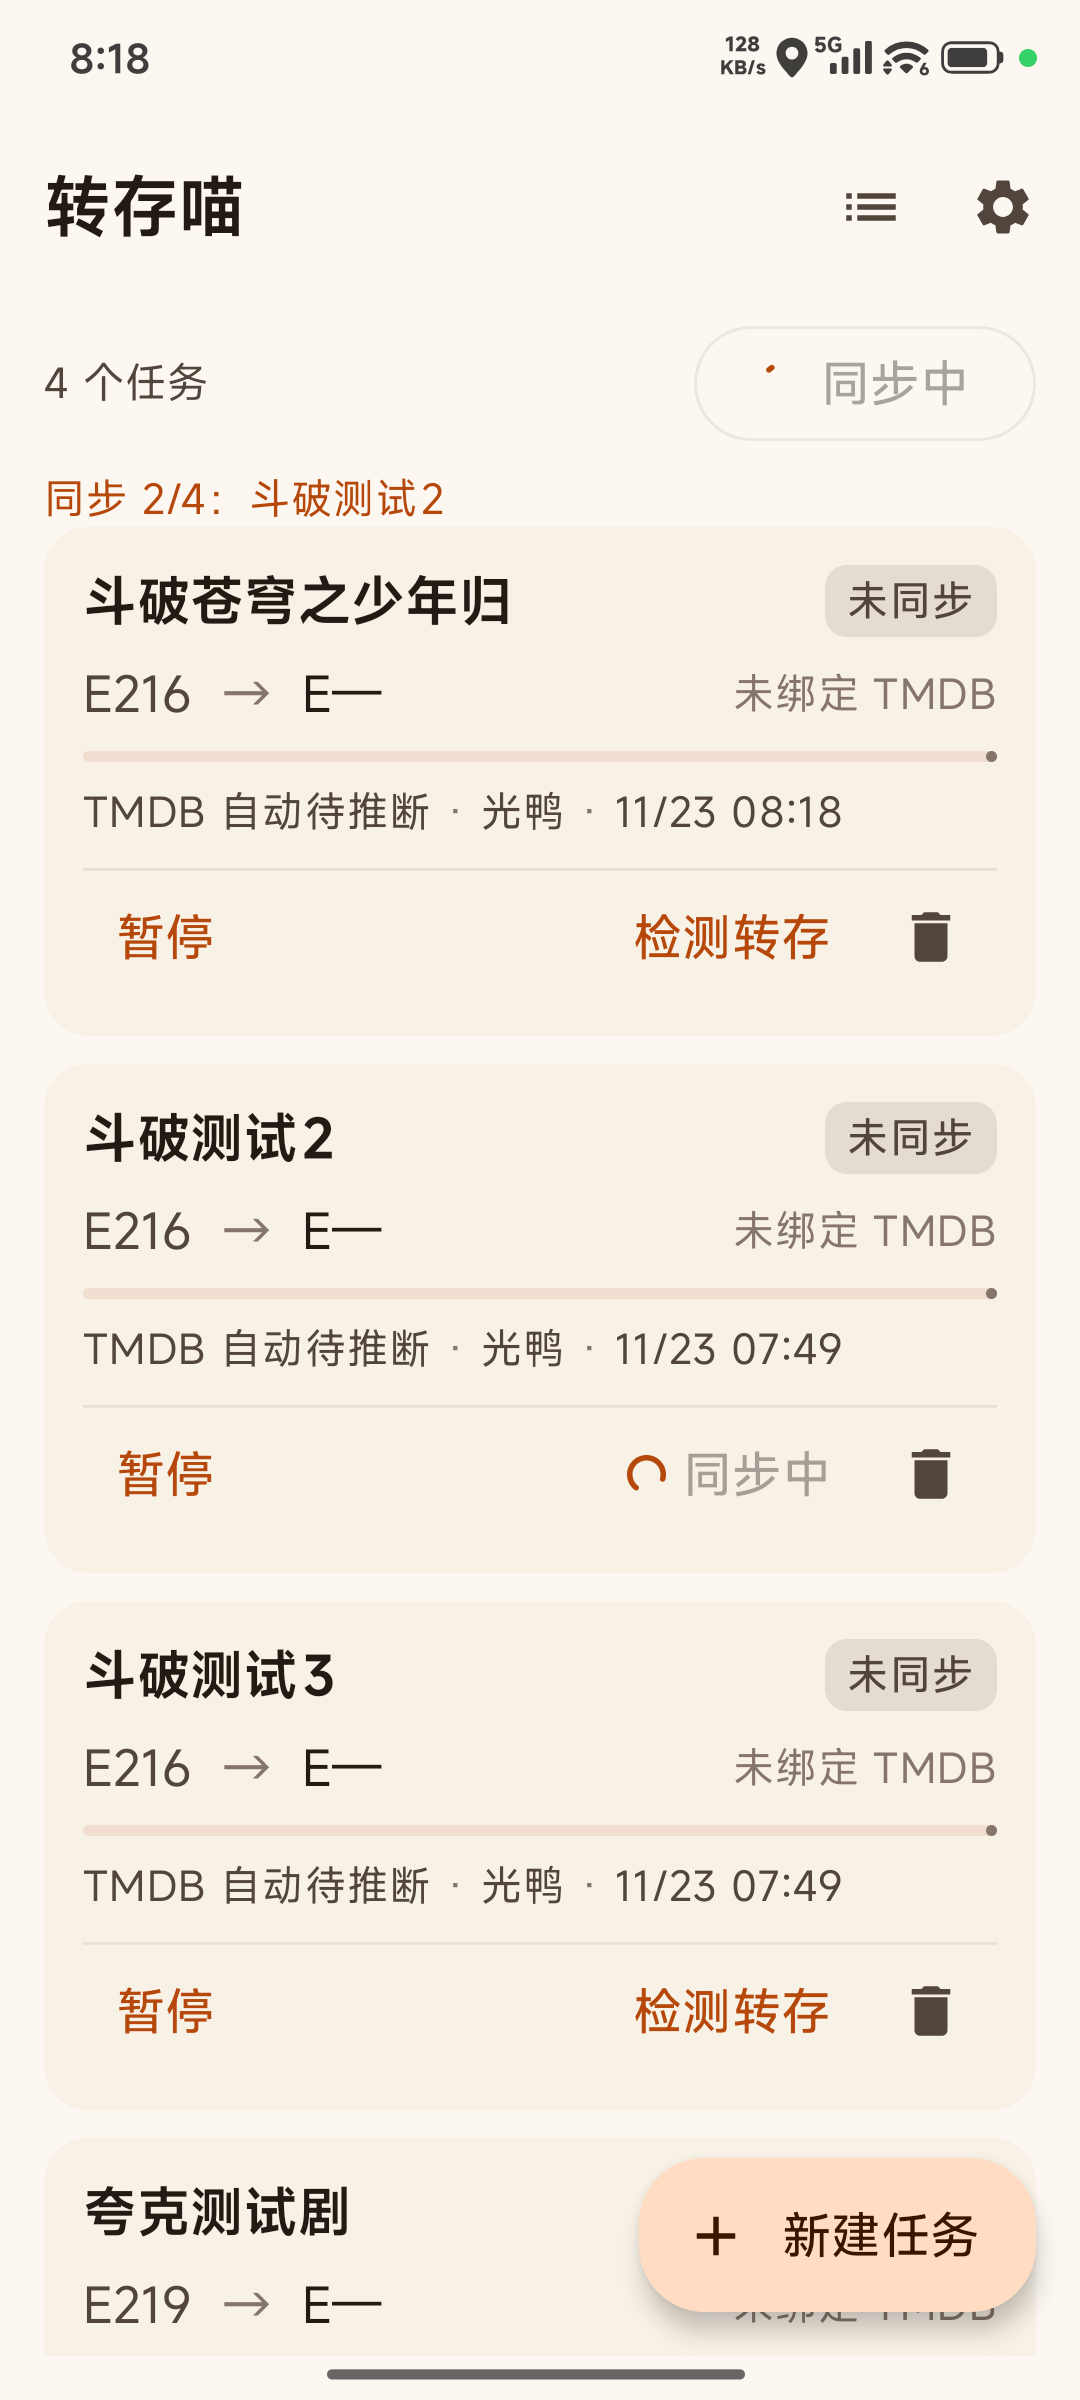 8:18
128 KB/s 5G 6
转存喵
4 个任务
同步中
同步 2/4：斗破测试2
斗破苍穹之少年归
未同步
E216 → E—
未绑定 TMDB
TMDB 自动待推断 · 光鸭 · 11/23 08:18
暂停
检测转存
斗破测试2
未同步
E216 → E—
未绑定 TMDB
TMDB 自动待推断 · 光鸭 · 11/23 07:49
暂停
同步中
斗破测试3
未同步
E216 → E—
未绑定 TMDB
TMDB 自动待推断 · 光鸭 · 11/23 07:49
暂停
检测转存
夸克测试剧
+ 新建任务
E219 → E—
未绑定 TMDB